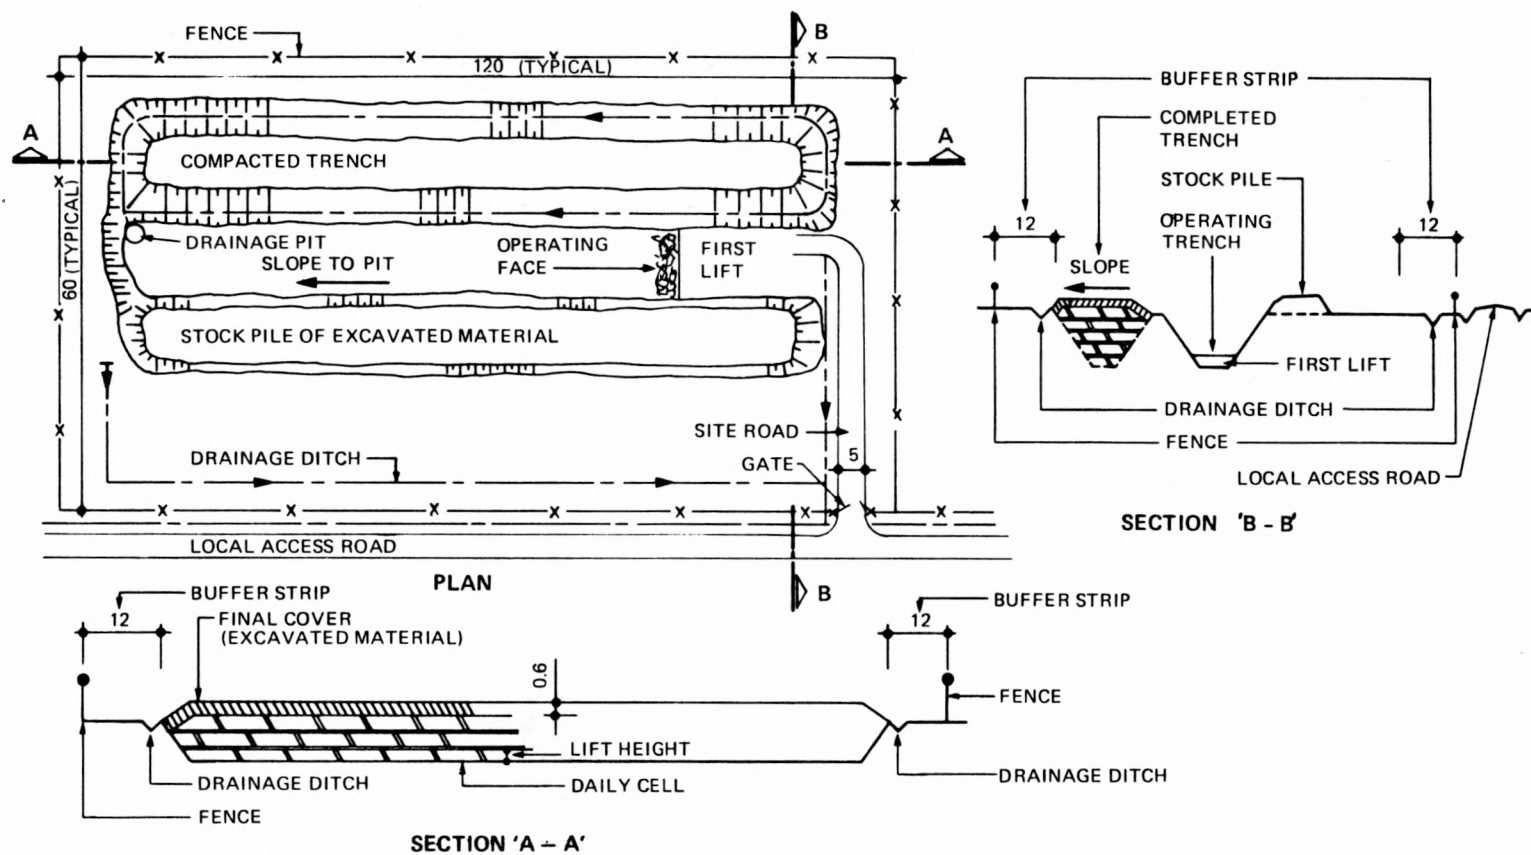 FENCE
B
120 (TYPICAL)
A
A
60 (TYPICAL)
COMPACTED TRENCH
DRAINAGE PIT
SLOPE TO PIT
OPERATING
FACE
FIRST
LIFT
STOCK PILE OF EXCAVATED MATERIAL
SITE ROAD
5
GATE
DRAINAGE DITCH
LOCAL ACCESS ROAD
PLAN
B
BUFFER STRIP
COMPLETED
TRENCH
STOCK PILE
12
OPERATING
TRENCH
12
SLOPE
FIRST LIFT
DRAINAGE DITCH
FENCE
LOCAL ACCESS ROAD
SECTION 'B - B'
BUFFER STRIP
12
FINAL COVER
(EXCAVATED MATERIAL)
0.6
BUFFER STRIP
12
FENCE
LIFT HEIGHT
DRAINAGE DITCH
DAILY CELL
DRAINAGE DITCH
FENCE
SECTION 'A – A'